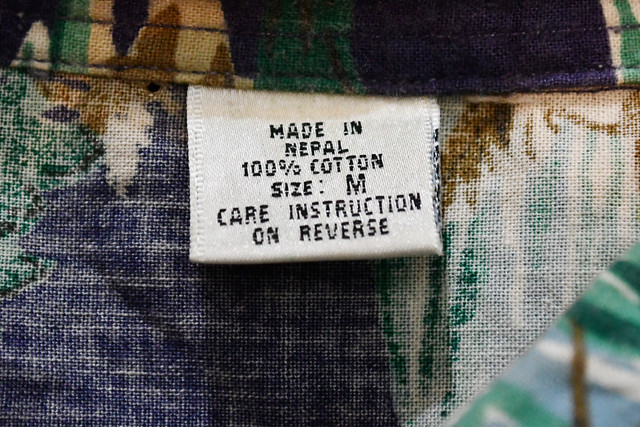 MADE IN
NEPAL
100% COTTON
SIZE: M
CARE INSTRUCTION
ON REVERSE